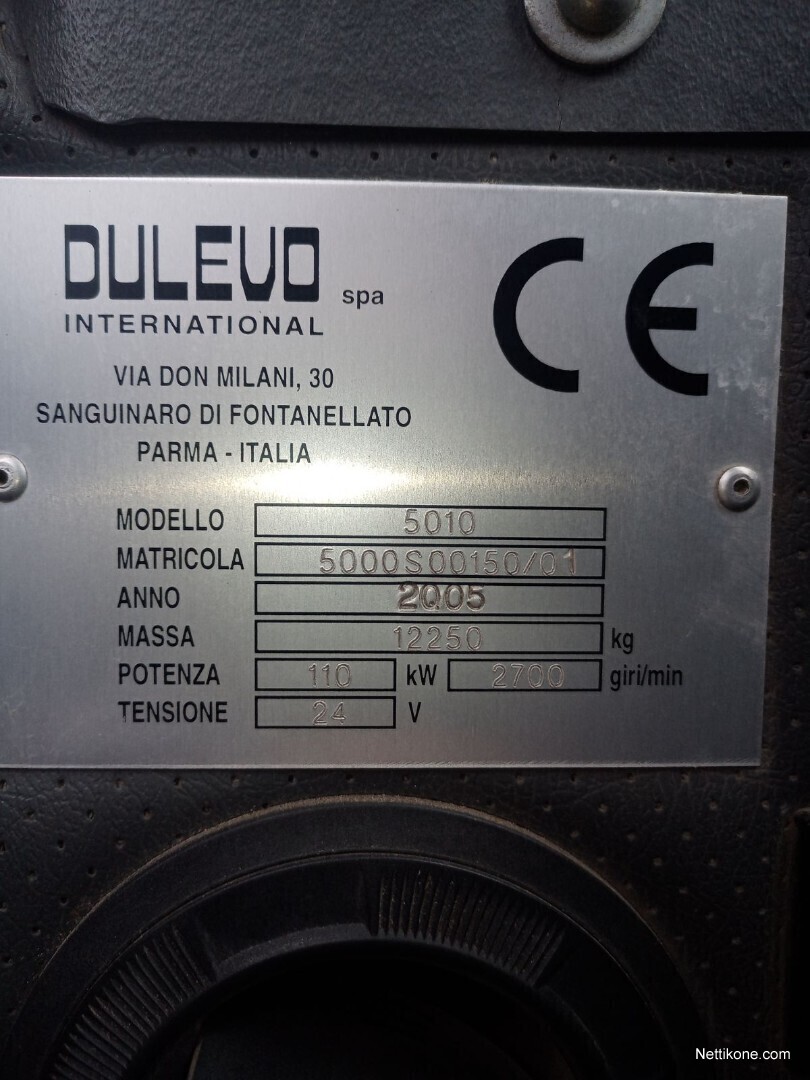 DULEVO spa
INTERNATIONAL
CE
VIA DON MILANI, 30
SANGUINARO DI FONTANELLATO
PARMA - ITALIA
MODELLO 5010
MATRICOLA 5000S00150/01
ANNO 2005
MASSA 12250 kg
POTENZA 110 kW 2700 giri/min
TENSIONE 24 V
Nettikone.com